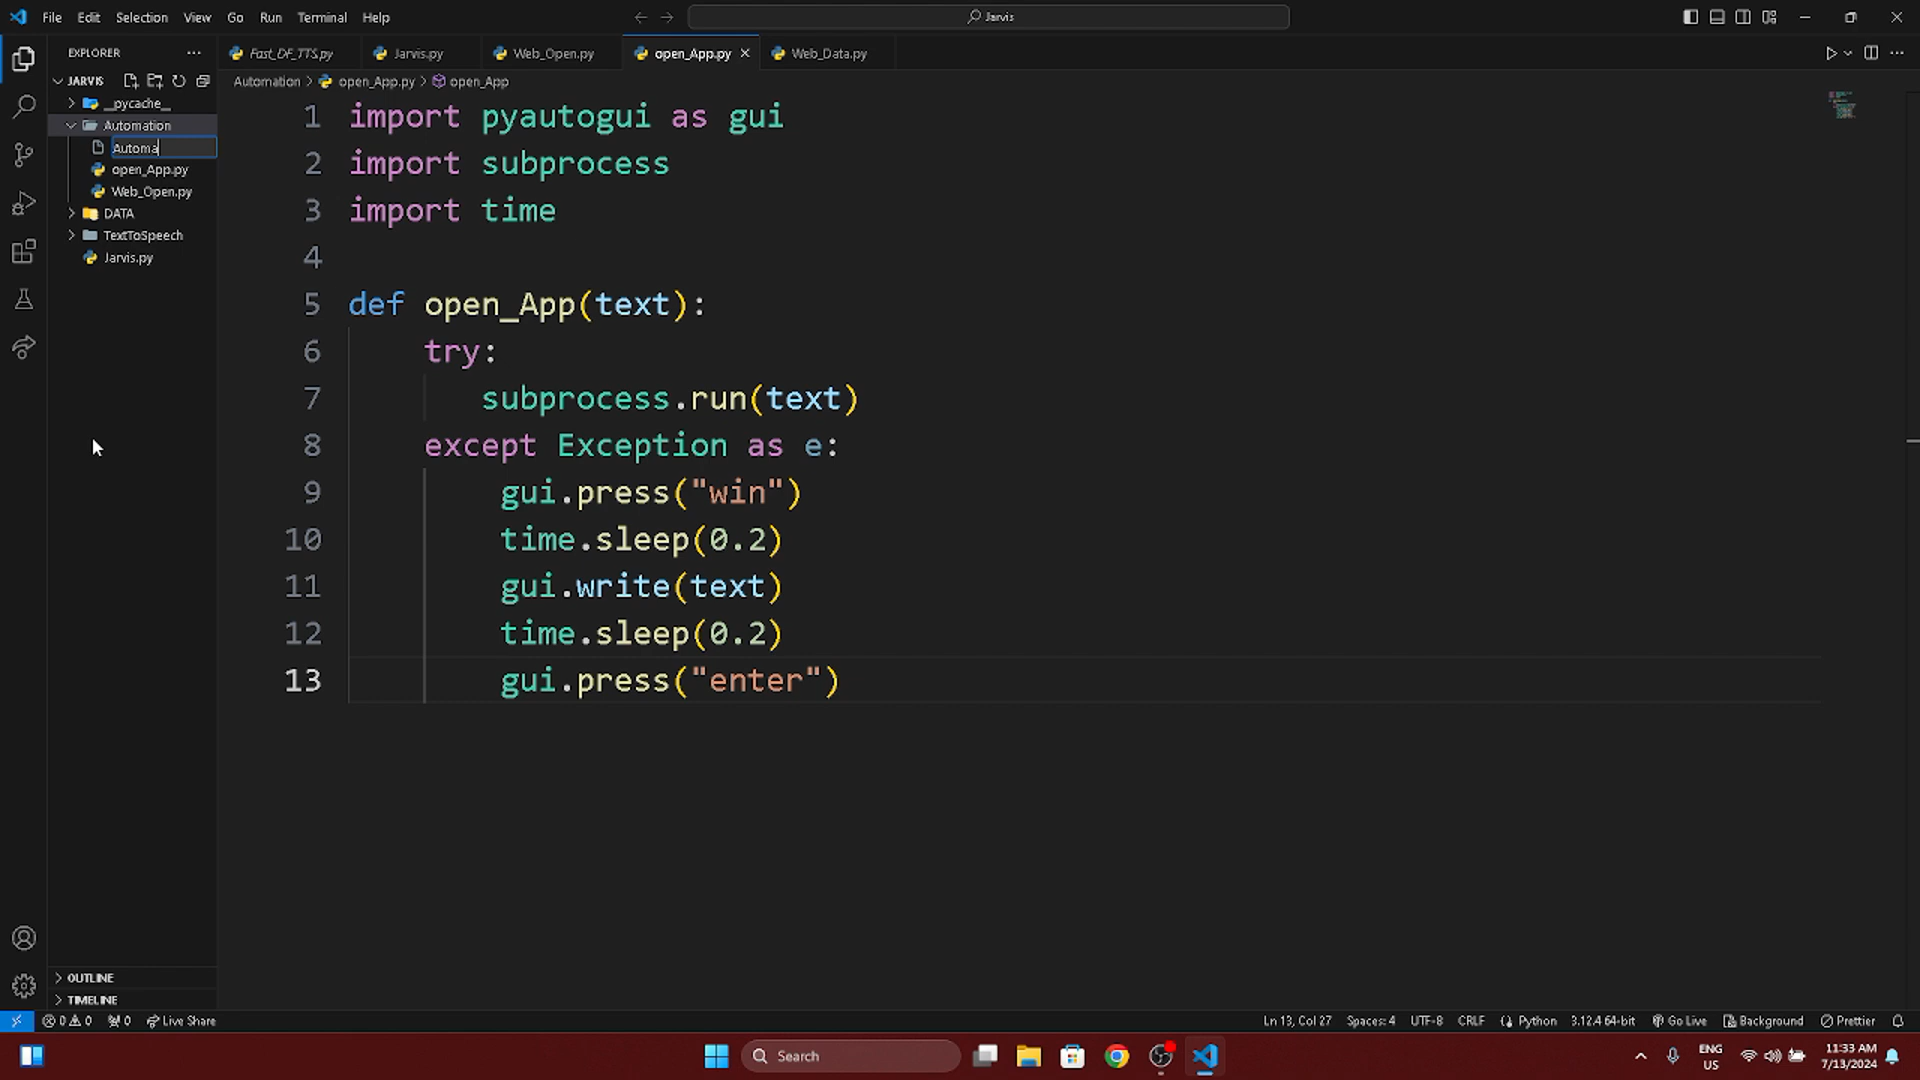 File Edit Selection View Go Run Terminal Help
Jarvis
EXPLORER
JARVIS
__pycache__
Automation
Automa
open_App.py
Web_Open.py
DATA
TextToSpeech
Jarvis.py
OUTLINE
TIMELINE
Fast_DF_TTS.py Jarvis.py Web_Open.py open_App.py Web_Data.py
Automation > open_App.py > open_App
1 import pyautogui as gui
2 import subprocess
3 import time
4
5 def open_App(text):
6 try:
7 subprocess.run(text)
8 except Exception as e:
9 gui.press("win")
10 time.sleep(0.2)
11 gui.write(text)
12 time.sleep(0.2)
13 gui.press("enter")
0 0 0 Live Share Ln 13, Col 27 Spaces: 4 UTF-8 CRLF Python 3.12.4 64-bit Go Live Background Prettier
Search
ENG
US
11:33 AM
7/13/2024